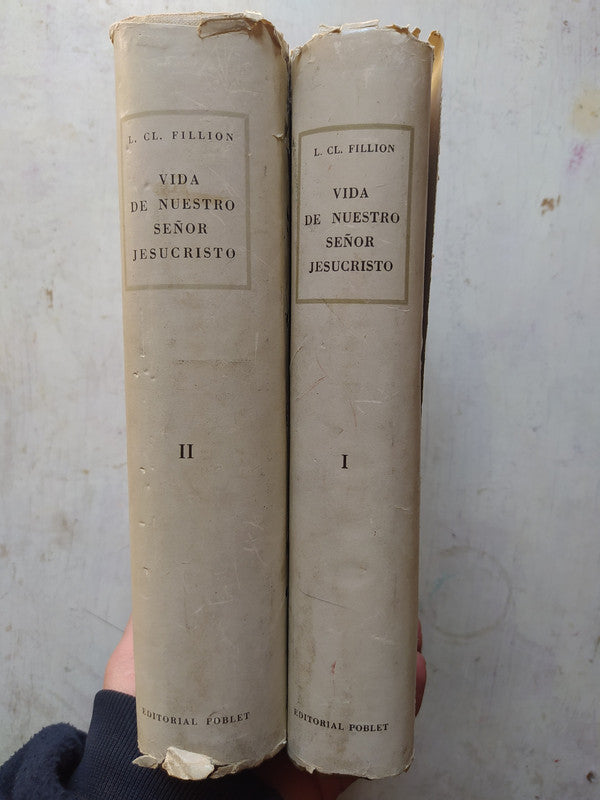 L. CL. FILLION
VIDA
DE NUESTRO
SEÑOR
JESUCRISTO
II
EDITORIAL POBLET
L. CL. FILLION
VIDA
DE NUESTRO
SEÑOR
JESUCRISTO
I
EDITORIAL POBLET